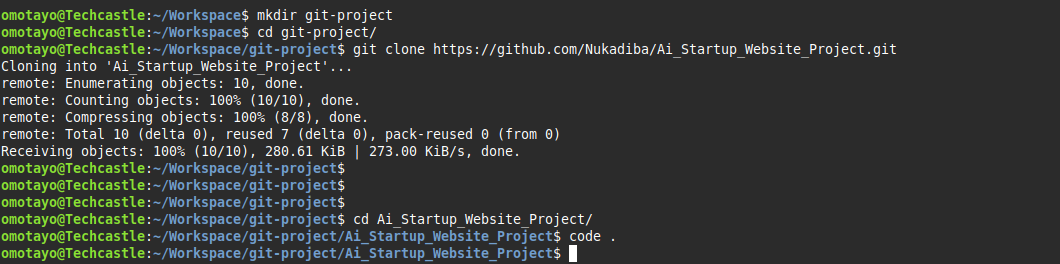 omotayo@Techcastle:~/Workspace$ mkdir git-project
omotayo@Techcastle:~/Workspace$ cd git-project/
omotayo@Techcastle:~/Workspace/git-project$ git clone https://github.com/Nukadiba/Ai_Startup_Website_Project.git
Cloning into 'Ai_Startup_Website_Project'...
remote: Enumerating objects: 10, done.
remote: Counting objects: 100% (10/10), done.
remote: Compressing objects: 100% (8/8), done.
remote: Total 10 (delta 0), reused 7 (delta 0), pack-reused 0 (from 0)
Receiving objects: 100% (10/10), 280.61 KiB | 273.00 KiB/s, done.
omotayo@Techcastle:~/Workspace/git-project$
omotayo@Techcastle:~/Workspace/git-project$
omotayo@Techcastle:~/Workspace/git-project$
omotayo@Techcastle:~/Workspace/git-project$ cd Ai_Startup_Website_Project/
omotayo@Techcastle:~/Workspace/git-project/Ai_Startup_Website_Project$ code .
omotayo@Techcastle:~/Workspace/git-project/Ai_Startup_Website_Project$